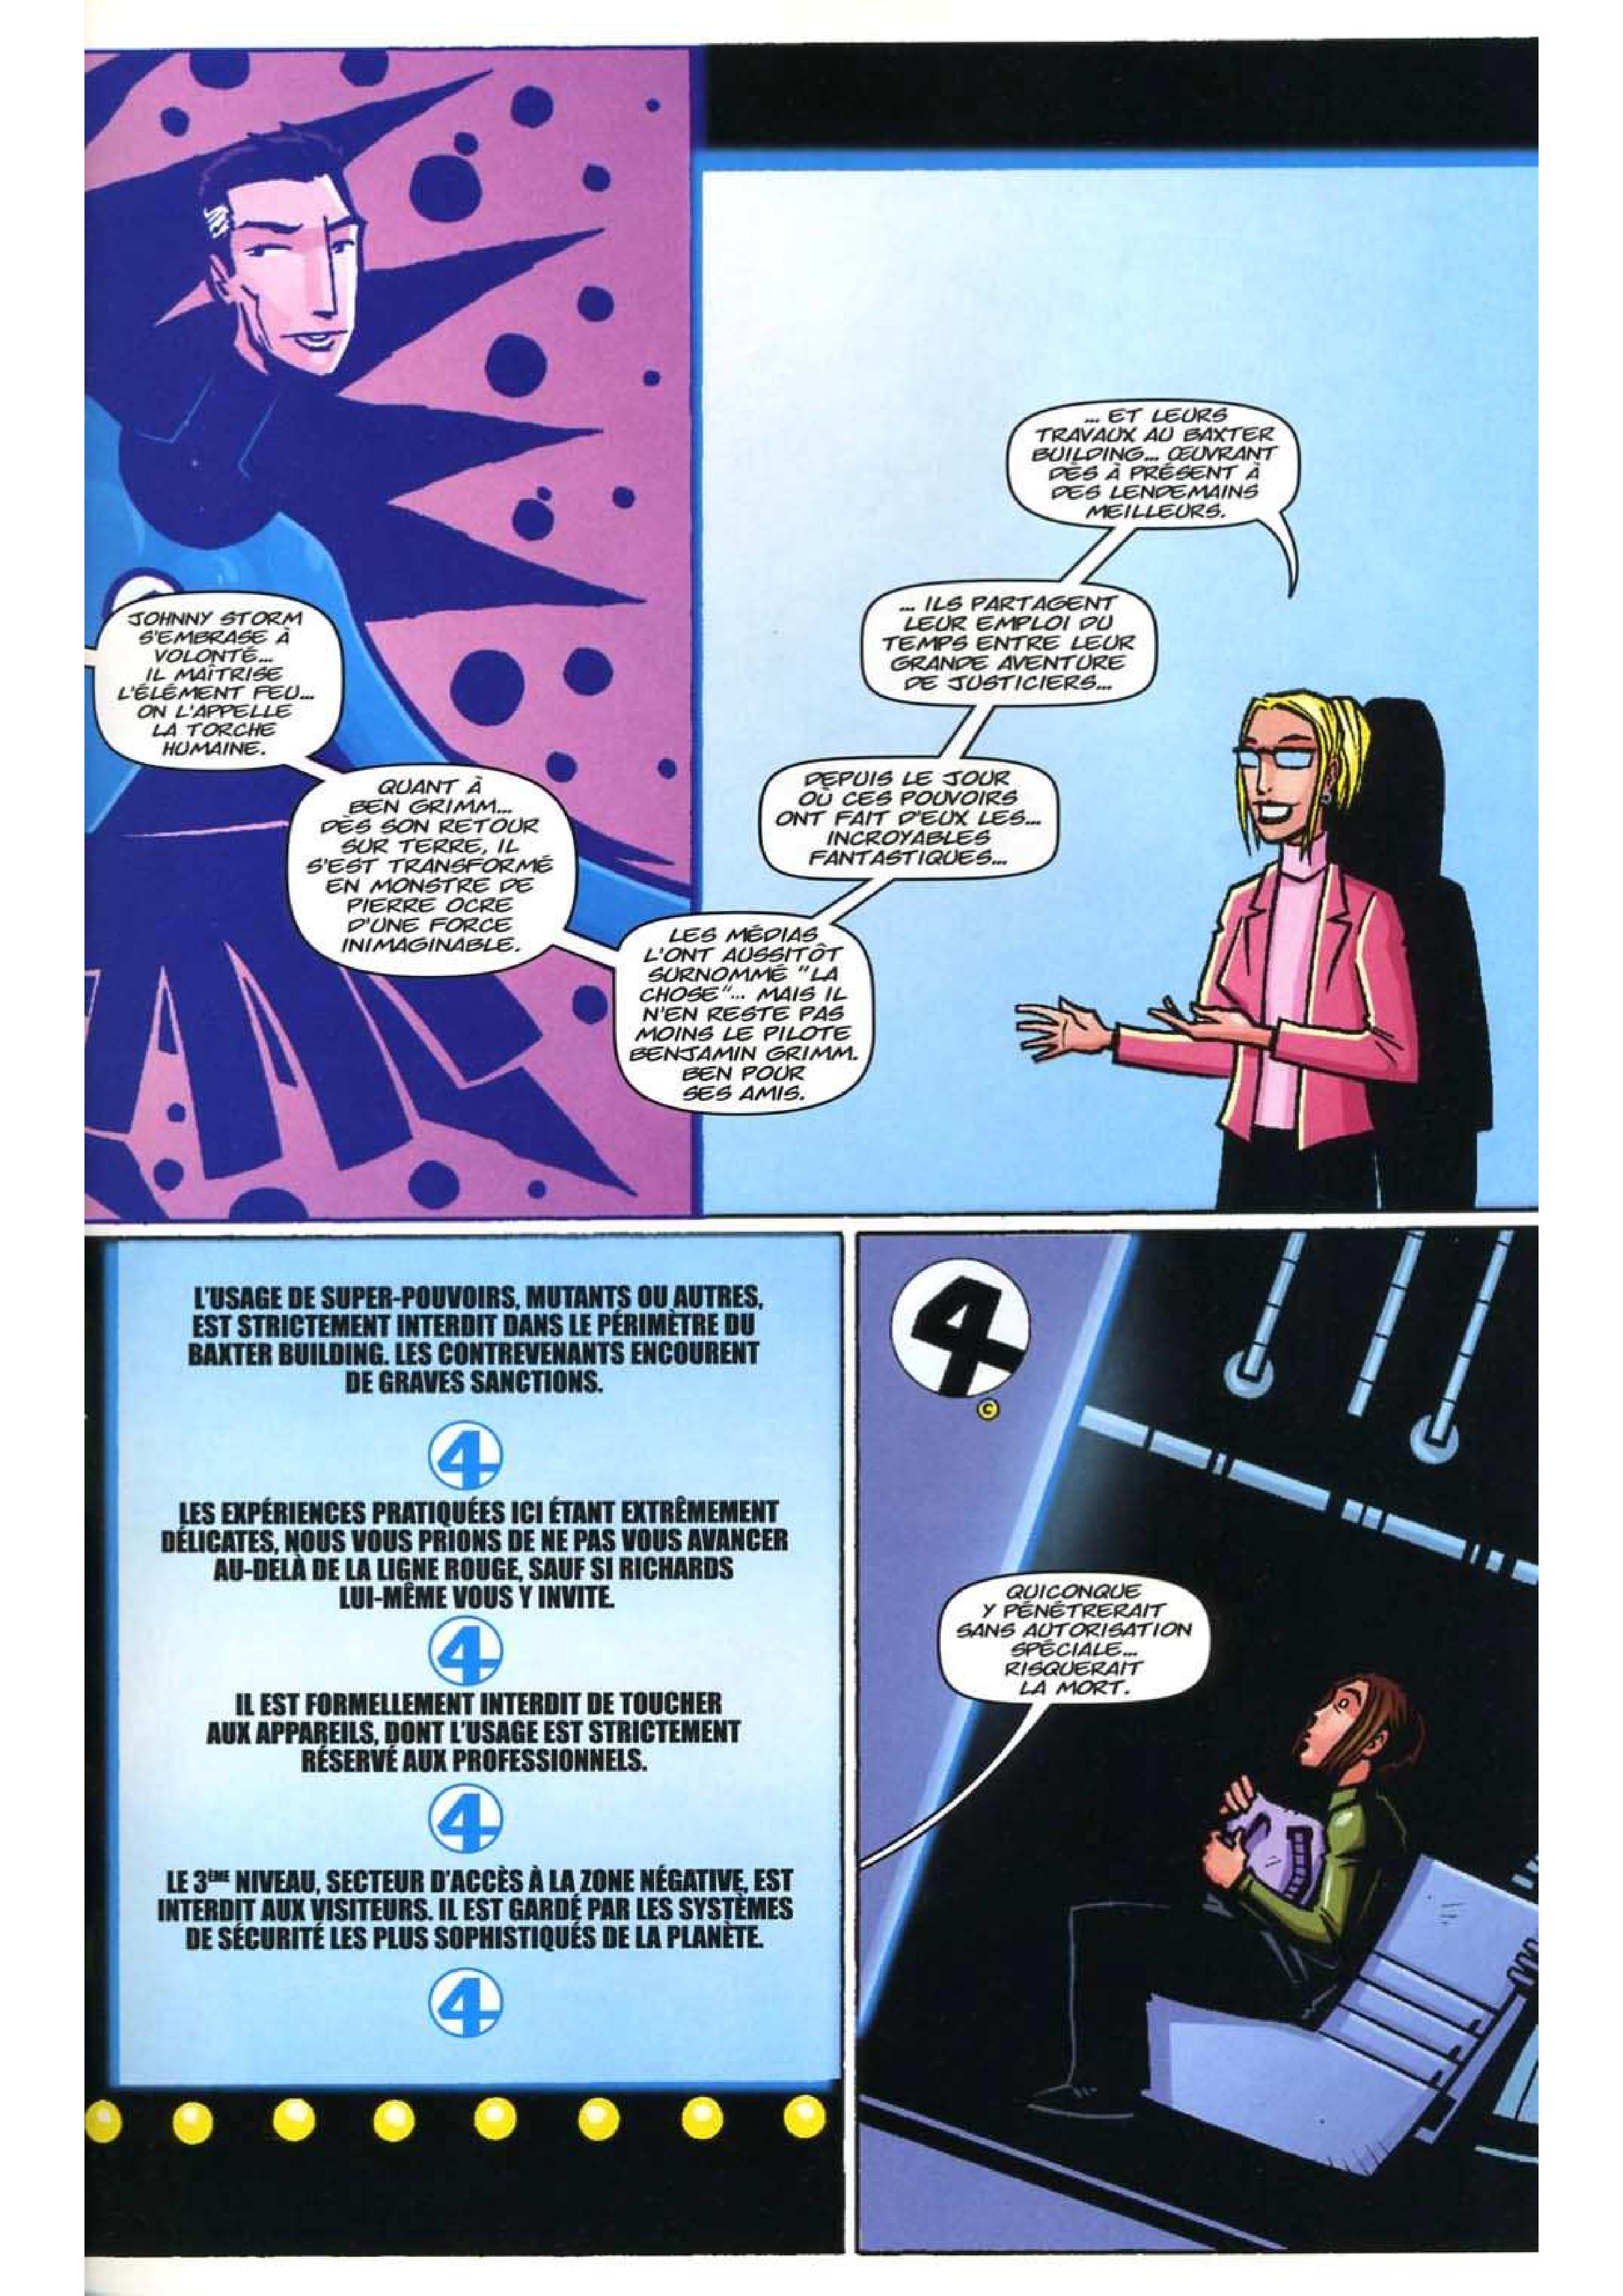 JOHNNY STORM
S'EMBRASE À
VOLONTÉ...
IL MAÎTRISE
L'ÉLÉMENT FEU...
ON L'APPELLE
LA TORCHE
HUMAINE.
QUANT À
BEN GRIMM...
DÈS SON RETOUR
SUR TERRE, IL
S'EST TRANSFORMÉ
EN MONSTRE DE
PIERRE OCRE
D'UNE FORCE
INIMAGINABLE.
LES MÉDIAS
L'ONT AUSSITÔT
SURNOMMÉ "LA
CHOSE"... MAIS IL
N'EN RESTE PAS
MOINS LE PILOTE
BENJAMIN GRIMM.
BEN POUR
SES AMIS.
DEPUIS LE JOUR
OÙ CES POUVOIRS
ONT FAIT D'EUX LES...
INCROYABLES
FANTASTIQUES...
... ILS PARTAGENT
LEUR EMPLOI DU
TEMPS ENTRE LEUR
GRANDE AVENTURE
DE JUSTICIERS...
... ET LEURS
TRAVAUX AU BAXTER
BUILDING... ŒUVRANT
DÈS À PRÉSENT À
DES LENDEMAINS
MEILLEURS.
L'USAGE DE SUPER-POUVOIRS, MUTANTS OU AUTRES,
EST STRICTEMENT INTERDIT DANS LE PÉRIMÈTRE DU
BAXTER BUILDING. LES CONTREVENANTS ENCOURENT
DE GRAVES SANCTIONS.
4
LES EXPÉRIENCES PRATIQUÉES ICI ÉTANT EXTRÊMEMENT
DÉLICATES, NOUS VOUS PRIONS DE NE PAS VOUS AVANCER
AU-DELÀ DE LA LIGNE ROUGE, SAUF SI RICHARDS
LUI-MÊME VOUS Y INVITE.
4
IL EST FORMELLEMENT INTERDIT DE TOUCHER
AUX APPAREILS, DONT L'USAGE EST STRICTEMENT
RÉSERVÉ AUX PROFESSIONNELS.
4
LE 3ÈME NIVEAU, SECTEUR D'ACCÈS À LA ZONE NÉGATIVE, EST
INTERDIT AUX VISITEURS. IL EST GARDÉ PAR LES SYSTÈMES
DE SÉCURITÉ LES PLUS SOPHISTIQUÉS DE LA PLANÈTE.
4
4
©
QUICONQUE
Y PÉNÉTRERAIT
SANS AUTORISATION
SPÉCIALE...
RISQUERAIT
LA MORT.